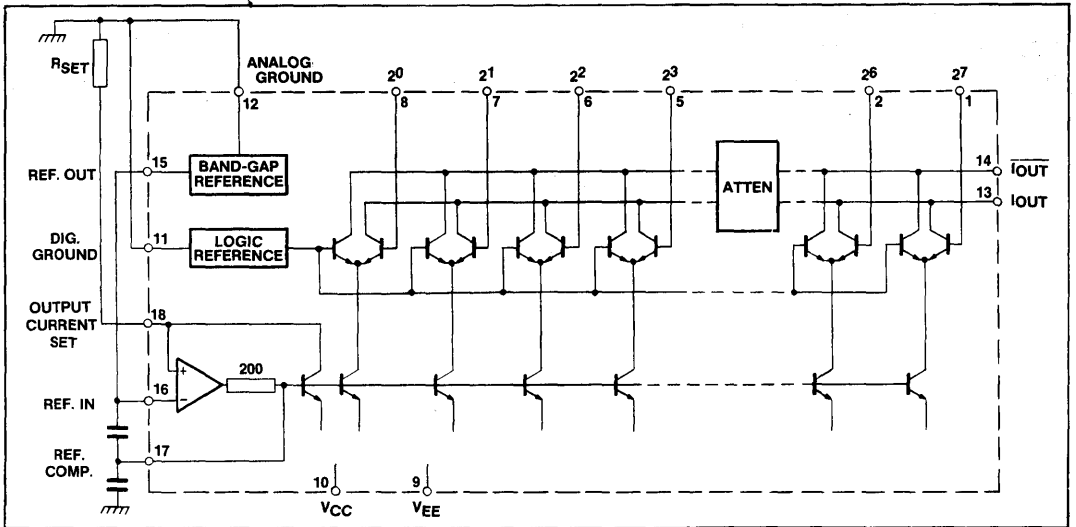 RSET
ANALOG
GROUND
12
2⁰
8
2¹
7
2²
6
2³
5
2⁶
2
2⁷
1
REF. OUT
15
BAND-GAP
REFERENCE
ATTEN
14
IOUT
13
IOUT
DIG.
GROUND
11
LOGIC
REFERENCE
OUTPUT
CURRENT
SET
18
+
200
REF. IN
16
−
REF.
COMP.
17
10
VCC
9
VEE